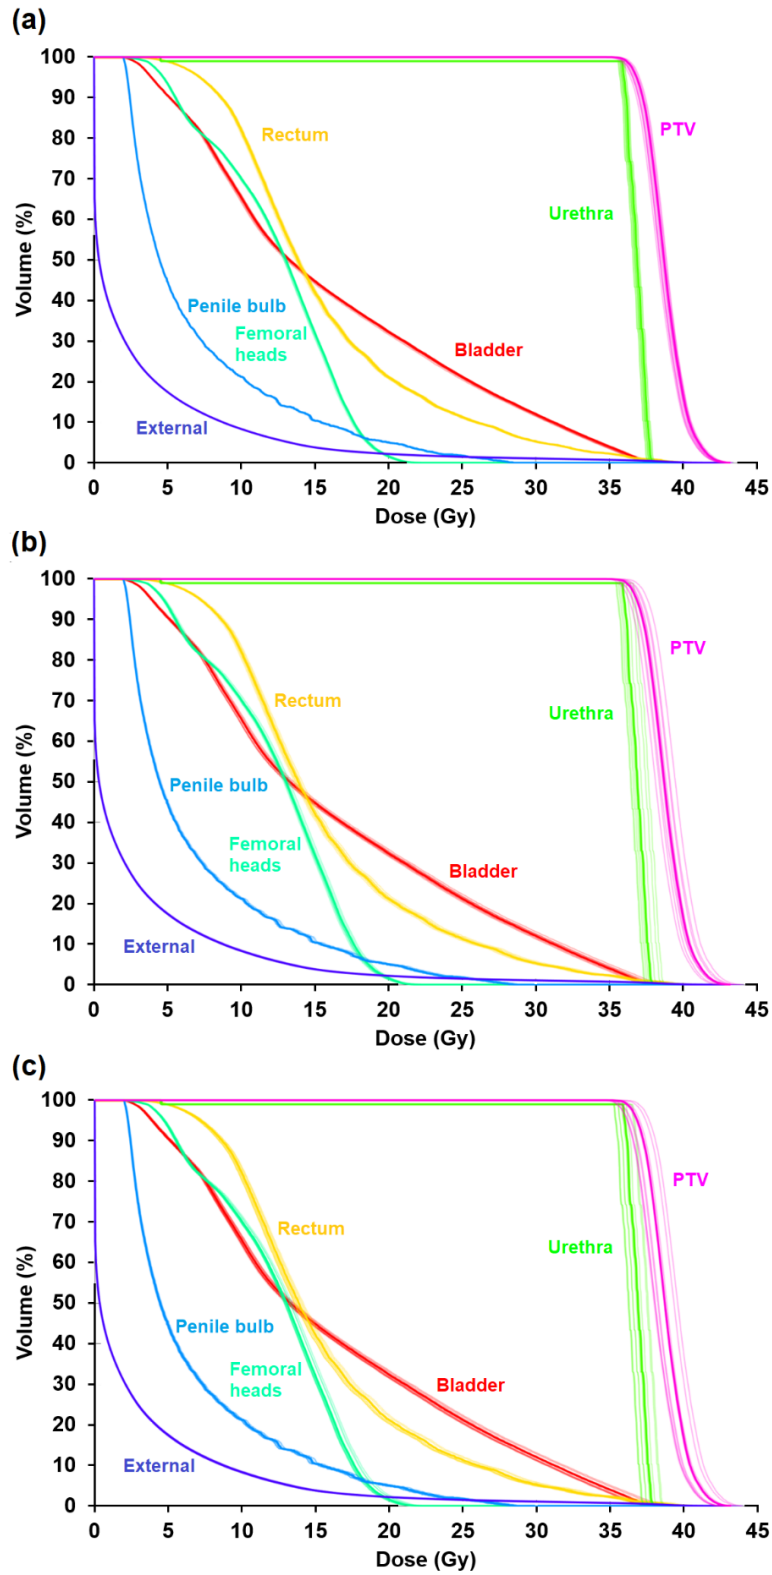 (a)
100
90
80
70
60
50
40
30
20
10
0
Volume (%)
Rectum
PTV
Urethra
Penile bulb
Femoral
heads
Bladder
External
0 5 10 15 20 25 30 35 40 45
Dose (Gy)
(b)
100
90
80
70
60
50
40
30
20
10
0
Volume (%)
PTV
Rectum
Urethra
Penile bulb
Femoral
heads
Bladder
External
0 5 10 15 20 25 30 35 40 45
Dose (Gy)
(c)
100
90
80
70
60
50
40
30
20
10
0
Volume (%)
PTV
Rectum
Urethra
Penile bulb
Femoral
heads
Bladder
External
0 5 10 15 20 25 30 35 40 45
Dose (Gy)